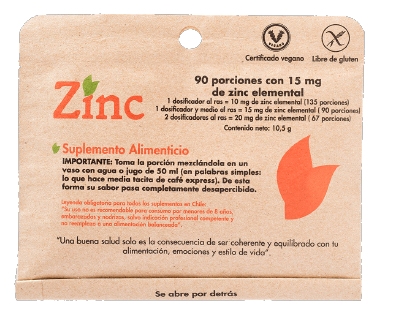 VEGANO
Certificado vegano
Libre de gluten
90 porciones con 15 mg
de zinc elemental
1 dosificador al ras = 10 mg de zinc elemental (135 porciones)
1 dosificador y medio al ras = 15 mg de zinc elemental ( 90 porciones)
2 dosificadores al ras = 20 mg de zinc elemental ( 67 porciones)
Contenido neto: 10,5 g
Zinc
Suplemento Alimenticio
IMPORTANTE: Toma la porción mezclándola en un
vaso con agua o jugo de 50 ml (en palabras simples:
lo que hace media tacita de café express). De esta
forma su sabor pasa completamente desapercibido.
Leyenda obligatoria para todos los suplementos en Chile:
"Su uso no es recomendable para consumo por menores de 8 años,
embarazadas y nodrizas, salvo indicación profesional competente y
no reemplaza a una alimentación balanceada".
"Una buena salud solo es la consecuencia de ser coherente y equilibrado con tu
alimentación, emociones y estilo de vida".
Se abre por detrás